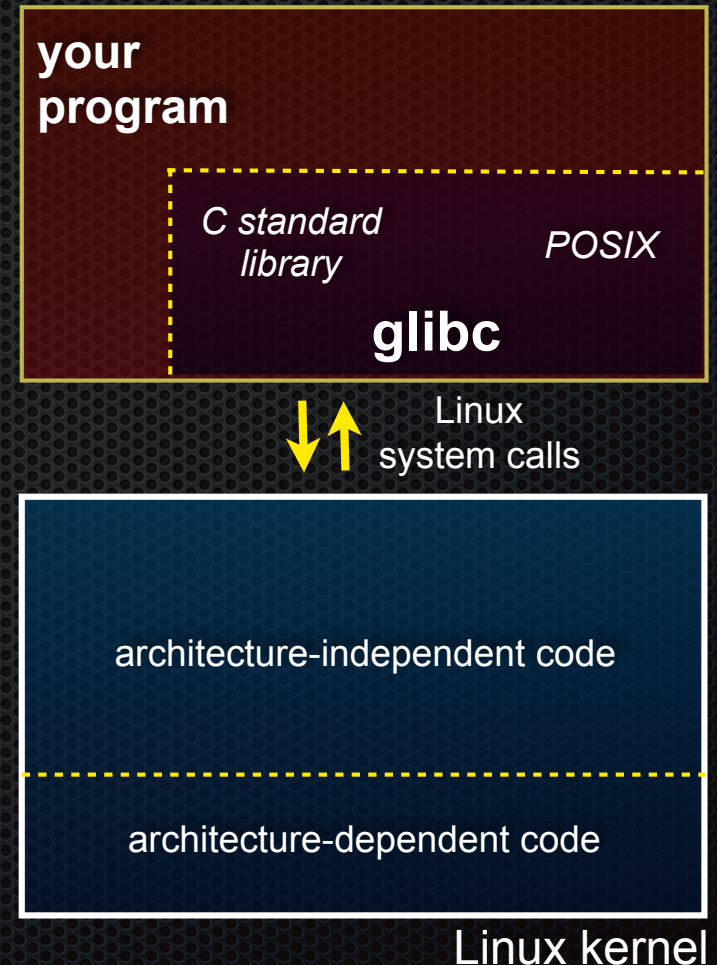 your
program
C standard
library
POSIX
glibc
Linux
system calls
architecture-independent code
architecture-dependent code
Linux kernel